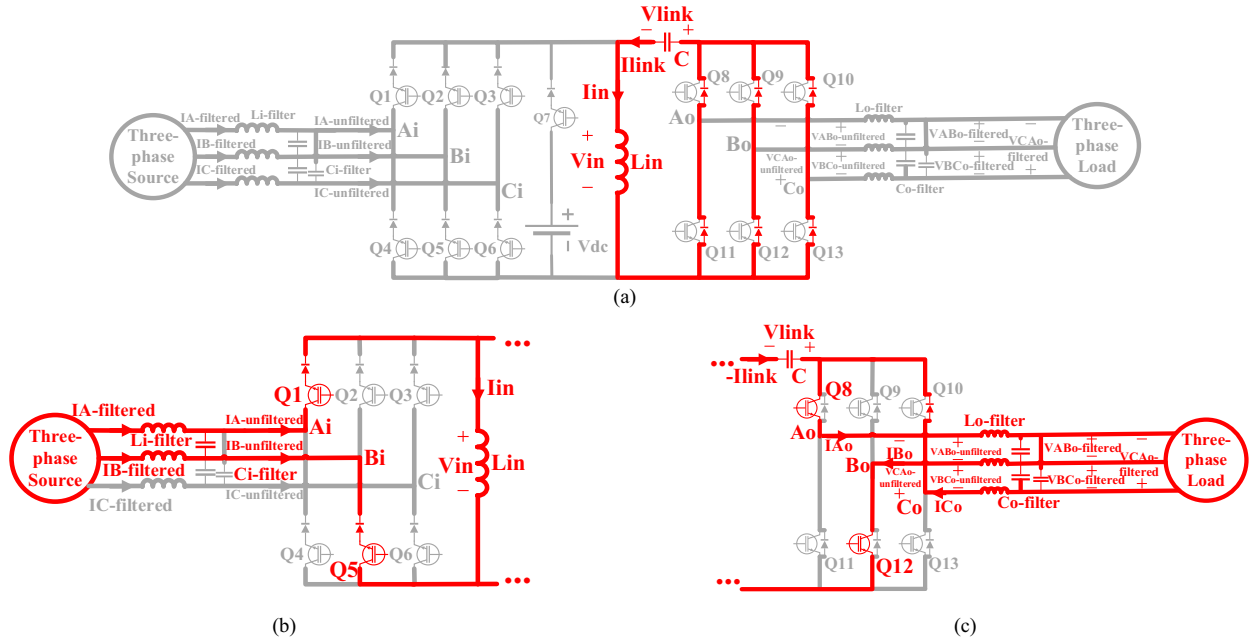 Vlink
− +
Ilink C
Q8 Q9 Q10
Q1 Q2 Q3 Q7
Iin
Ao
Lo-filter
IA-filtered Li-filter IA-unfiltered Ai
Three-
phase
Source
IB-filtered IB-unfiltered Bi
IC-filtered Ci-filter IC-unfiltered Ci
+
Vin Lin
−
Bo
VABo-unfiltered VABo-filtered
VCAo-
unfiltered
VCAo-
filtered
VBCo-unfiltered VBCo-filtered
Co
Co-filter
Three-
phase
Load
Q4 Q5 Q6
+
Vdc
−
Q11 Q12 Q13
(a)
Iin
Q1 Q2 Q3
IA-filtered IA-unfiltered Ai
Three-
phase
Source
Li-filter
IB-unfiltered
IB-filtered Bi
Ci-filter
IC-unfiltered Ci
IC-filtered
+
Vin Lin
−
Q4 Q5 Q6
(b)
Vlink
− +
-Ilink C
Q8 Q9 Q10
Ao
IAo
Lo-filter
IBo
Bo
VABo-unfiltered VABo-filtered
VCAo-
unfiltered
VCAo-
filtered
VBCo-unfiltered VBCo-filtered
Co
ICo Co-filter
Three-
phase
Load
Q11 Q12 Q13
(c)